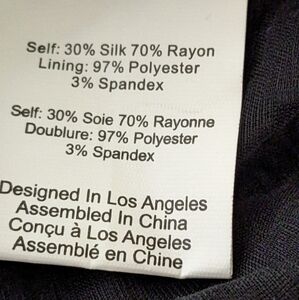 Self: 30% Silk 70% Rayon
Lining: 97% Polyester
3% Spandex
Self: 30% Soie 70% Rayonne
Doublure: 97% Polyester
3% Spandex
Designed In Los Angeles
Assembled In China
Conçu à Los Angeles
Assemblé en Chine